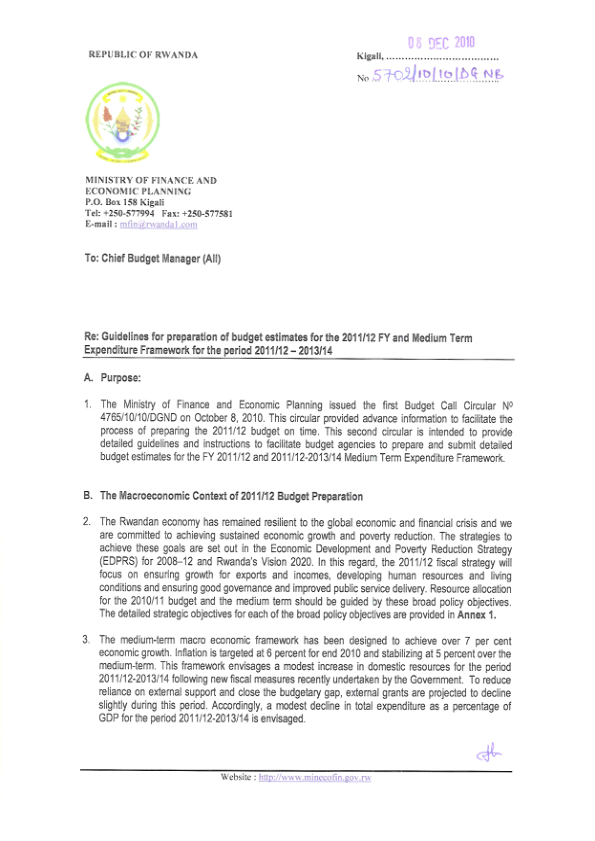 08 DEC 2010
REPUBLIC OF RWANDA
Kigali, ......................................
No 5702/10/10/DGNB
MINISTRY OF FINANCE AND
ECONOMIC PLANNING
P.O. Box 158 Kigali
Tel: +250-577994 Fax: +250-577581
E-mail : mfin@rwanda1.com
To: Chief Budget Manager (All)
Re: Guidelines for preparation of budget estimates for the 2011/12 FY and Medium Term
Expenditure Framework for the period 2011/12 – 2013/14
A. Purpose:
1. The Ministry of Finance and Economic Planning issued the first Budget Call Circular Nº
4765/10/10/DGND on October 8, 2010. This circular provided advance information to facilitate the
process of preparing the 2011/12 budget on time. This second circular is intended to provide
detailed guidelines and instructions to facilitate budget agencies to prepare and submit detailed
budget estimates for the FY 2011/12 and 2011/12-2013/14 Medium Term Expenditure Framework.
B. The Macroeconomic Context of 2011/12 Budget Preparation
2. The Rwandan economy has remained resilient to the global economic and financial crisis and we
are committed to achieving sustained economic growth and poverty reduction. The strategies to
achieve these goals are set out in the Economic Development and Poverty Reduction Strategy
(EDPRS) for 2008–12 and Rwanda's Vision 2020. In this regard, the 2011/12 fiscal strategy will
focus on ensuring growth for exports and incomes, developing human resources and living
conditions and ensuring good governance and improved public service delivery. Resource allocation
for the 2010/11 budget and the medium term should be guided by these broad policy objectives.
The detailed strategic objectives for each of the broad policy objectives are provided in Annex 1.
3. The medium-term macro economic framework has been designed to achieve over 7 per cent
economic growth. Inflation is targeted at 6 percent for end 2010 and stabilizing at 5 percent over the
medium-term. This framework envisages a modest increase in domestic resources for the period
2011/12-2013/14 following new fiscal measures recently undertaken by the Government. To reduce
reliance on external support and close the budgetary gap, external grants are projected to decline
slightly during this period. Accordingly, a modest decline in total expenditure as a percentage of
GDP for the period 2011/12-2013/14 is envisaged.
Website : http://www.minecofin.gov.rw